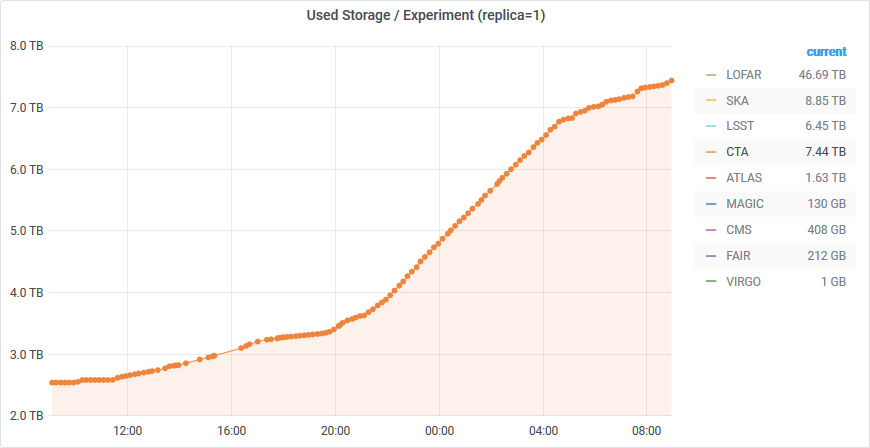 Used Storage / Experiment (replica=1)
8.0 TB
7.0 TB
6.0 TB
5.0 TB
4.0 TB
3.0 TB
2.0 TB
12:00 16:00 20:00 00:00 04:00 08:00
current
LOFAR 46.69 TB
SKA 8.85 TB
LSST 6.45 TB
CTA 7.44 TB
ATLAS 1.63 TB
MAGIC 130 GB
CMS 408 GB
FAIR 212 GB
VIRGO 1 GB